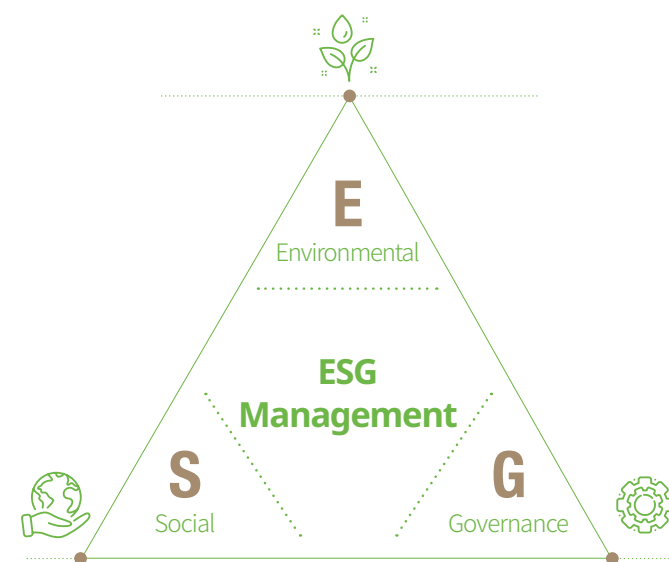 E
Environmental
ESG
Management
S
Social
G
Governance